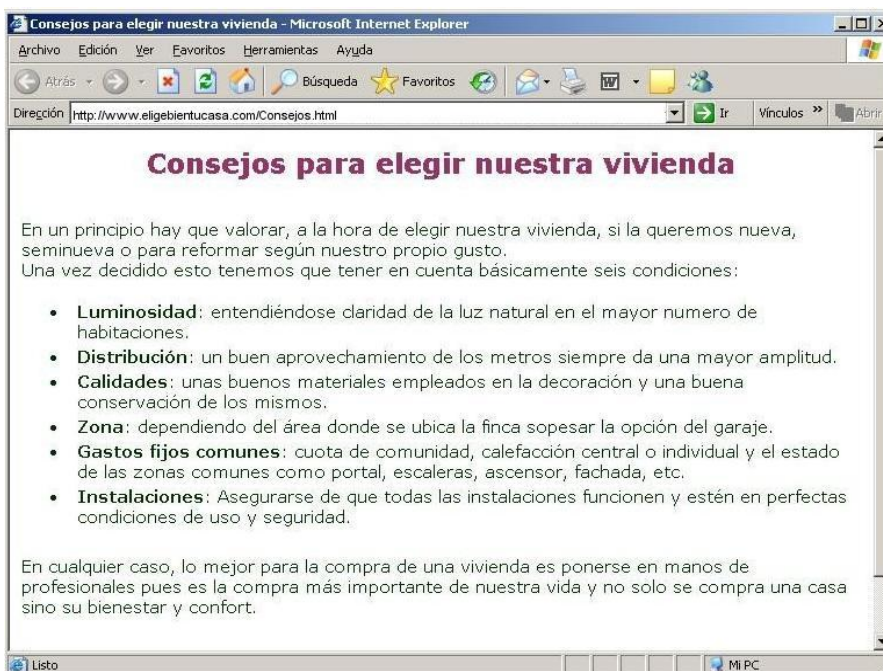 Consejos para elegir nuestra vivienda - Microsoft Internet Explorer
Archivo Edición Ver Favoritos Herramientas Ayuda
Atrás Búsqueda Favoritos
Dirección http://www.eligebientucasa.com/Consejos.html Ir Vínculos » Abrir
Consejos para elegir nuestra vivienda
En un principio hay que valorar, a la hora de elegir nuestra vivienda, si la queremos nueva,
seminueva o para reformar según nuestro propio gusto.
Una vez decidido esto tenemos que tener en cuenta básicamente seis condiciones:
• Luminosidad: entendiéndose claridad de la luz natural en el mayor numero de
habitaciones.
• Distribución: un buen aprovechamiento de los metros siempre da una mayor amplitud.
• Calidades: unas buenos materiales empleados en la decoración y una buena
conservación de los mismos.
• Zona: dependiendo del área donde se ubica la finca sopesar la opción del garaje.
• Gastos fijos comunes: cuota de comunidad, calefacción central o individual y el estado
de las zonas comunes como portal, escaleras, ascensor, fachada, etc.
• Instalaciones: Asegurarse de que todas las instalaciones funcionen y estén en perfectas
condiciones de uso y seguridad.
En cualquier caso, lo mejor para la compra de una vivienda es ponerse en manos de
profesionales pues es la compra más importante de nuestra vida y no solo se compra una casa
sino su bienestar y confort.
Listo Mi PC